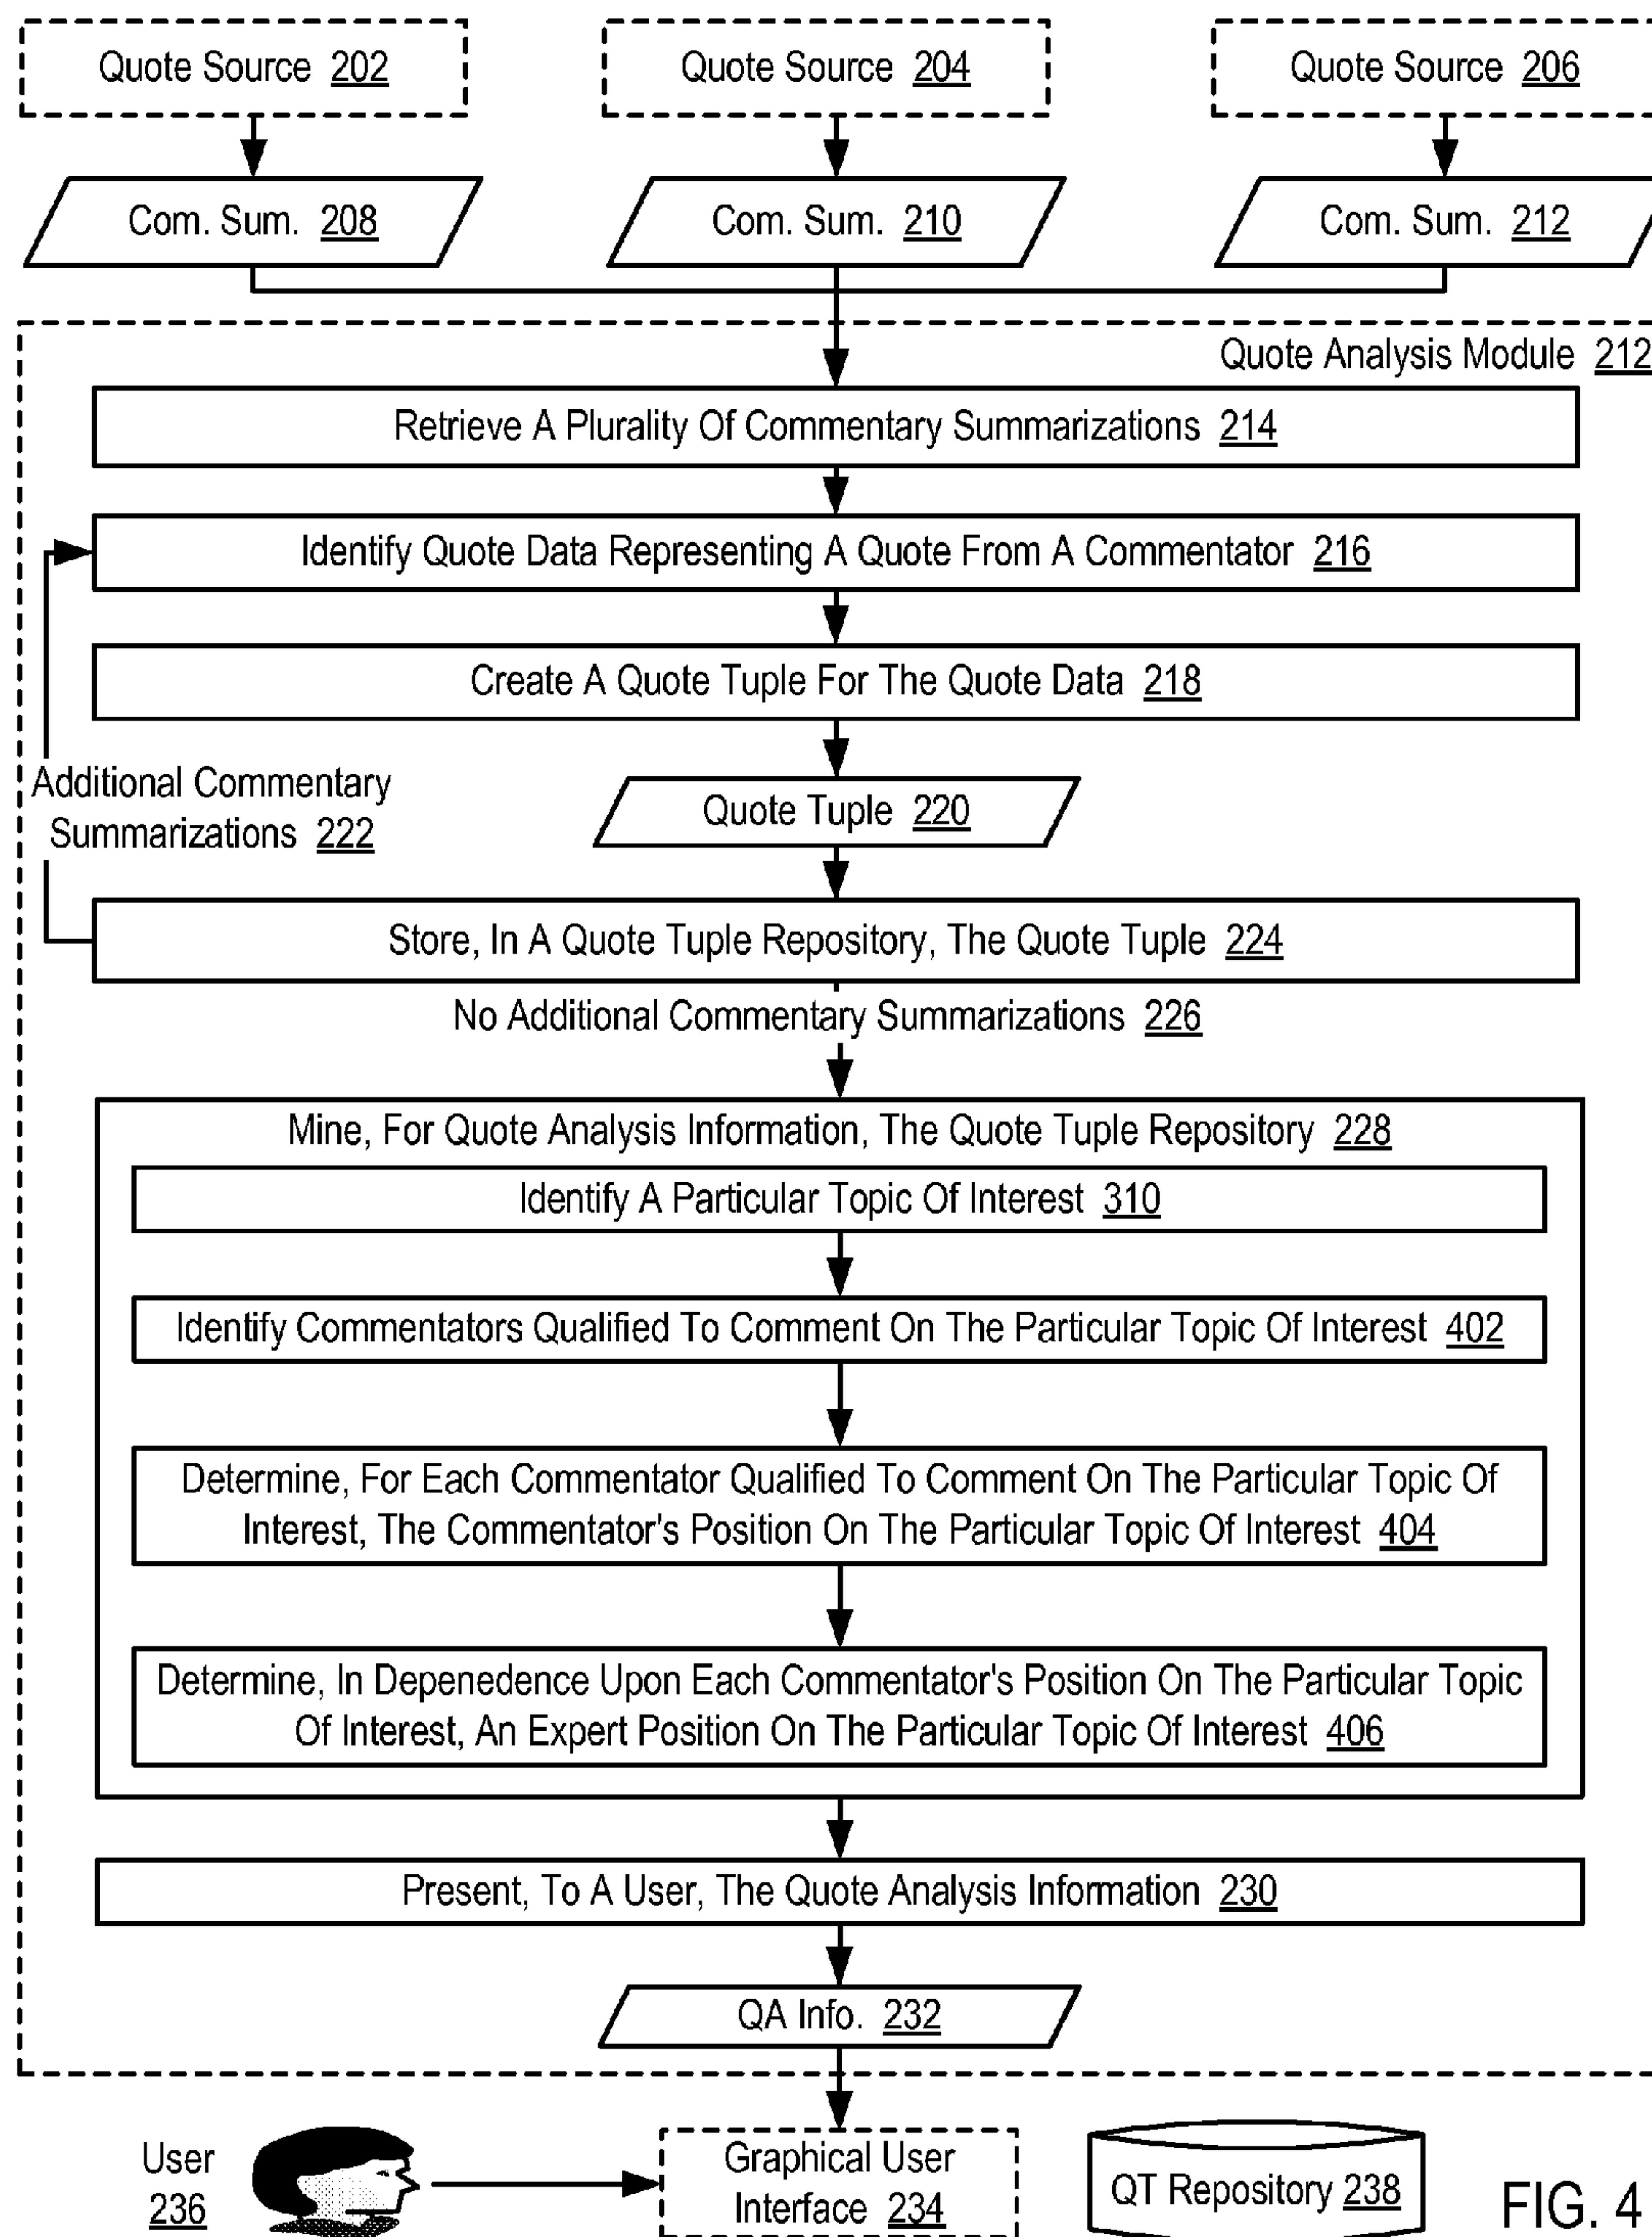 Quote Source 202
Quote Source 204
Quote Source 206
Com. Sum. 208
Com. Sum. 210
Com. Sum. 212
Quote Analysis Module 212
Retrieve A Plurality Of Commentary Summarizations 214
Identify Quote Data Representing A Quote From A Commentator 216
Create A Quote Tuple For The Quote Data 218
Additional Commentary
Summarizations 222
Quote Tuple 220
Store, In A Quote Tuple Repository, The Quote Tuple 224
No Additional Commentary Summarizations 226
Mine, For Quote Analysis Information, The Quote Tuple Repository 228
Identify A Particular Topic Of Interest 310
Identify Commentators Qualified To Comment On The Particular Topic Of Interest 402
Determine, For Each Commentator Qualified To Comment On The Particular Topic Of
Interest, The Commentator's Position On The Particular Topic Of Interest 404
Determine, In Depenedence Upon Each Commentator's Position On The Particular Topic
Of Interest, An Expert Position On The Particular Topic Of Interest 406
Present, To A User, The Quote Analysis Information 230
QA Info. 232
User
236
Graphical User
Interface 234
QT Repository 238
FIG. 4